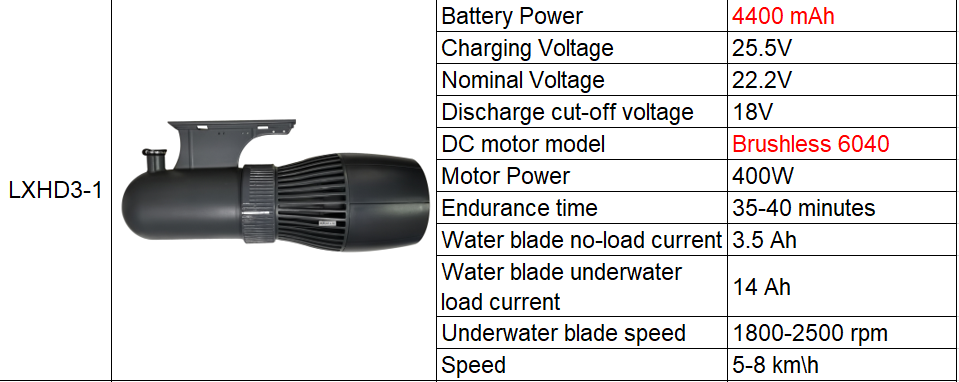 LXHD3-1
Battery Power 4400 mAh
Charging Voltage 25.5V
Nominal Voltage 22.2V
Discharge cut-off voltage 18V
DC motor model Brushless 6040
Motor Power 400W
Endurance time 35-40 minutes
Water blade no-load current 3.5 Ah
Water blade underwater
load current 14 Ah
Underwater blade speed 1800-2500 rpm
Speed 5-8 km\h